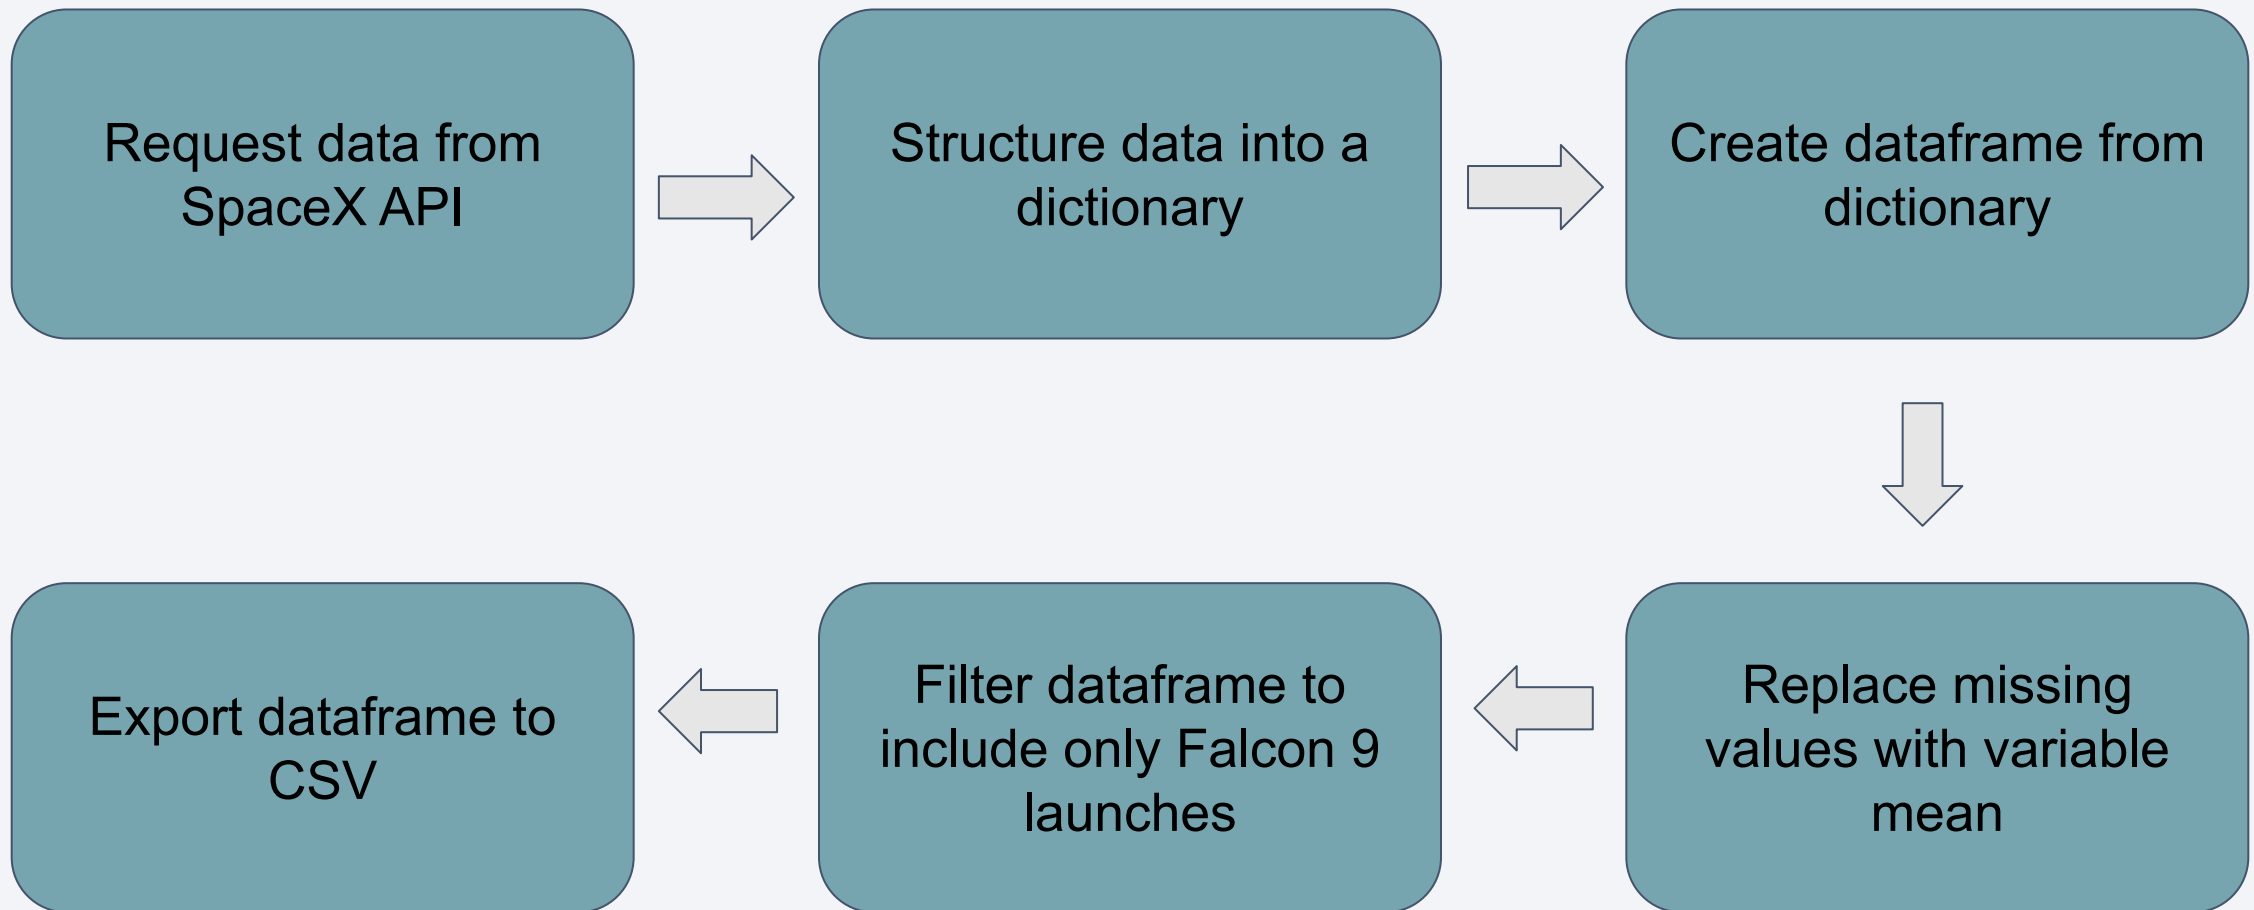 Request data from
SpaceX API
Structure data into a
dictionary
Create dataframe from
dictionary
Replace missing
values with variable
mean
Filter dataframe to
include only Falcon 9
launches
Export dataframe to
CSV